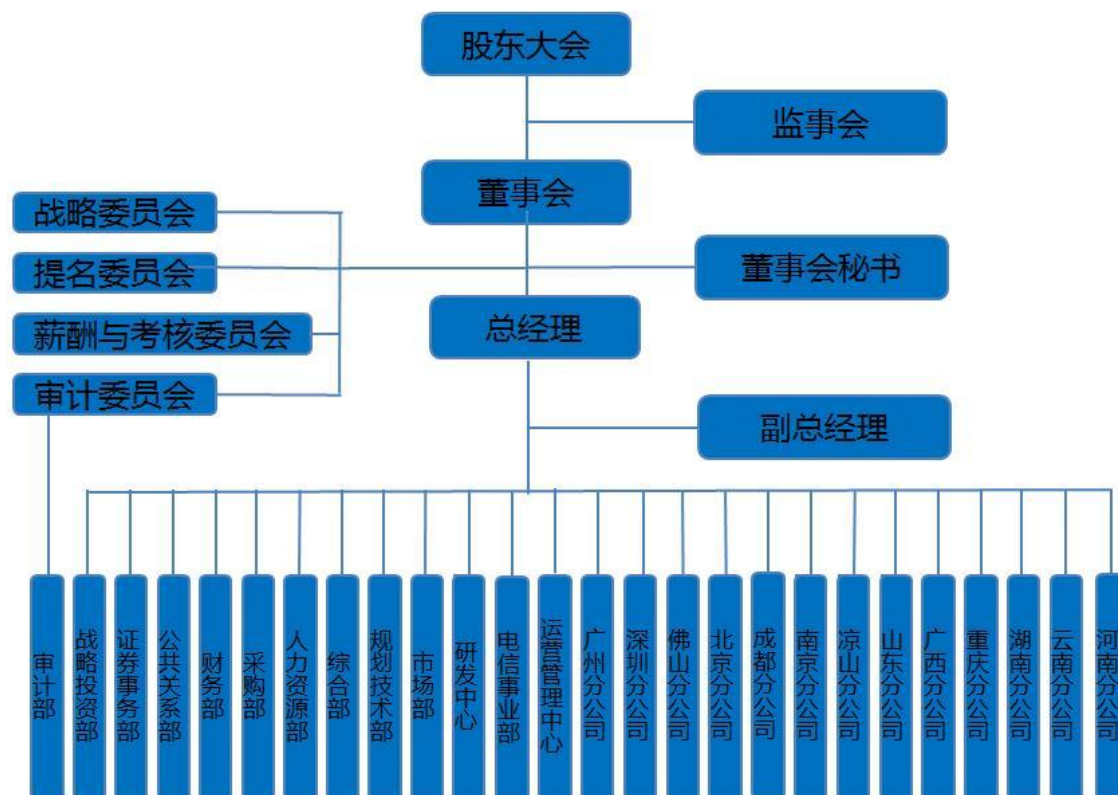 股东大会
监事会
董事会
战略委员会
提名委员会
董事会秘书
薪酬与考核委员会
总经理
审计委员会
副总经理
审计部
战略投资部
证券事务部
公共关系部
财务部
采购部
人力资源部
综合部
规划技术部
市场部
研发中心
电信事业部
运营管理中心
广州分公司
深圳分公司
佛山分公司
北京分公司
成都分公司
南京分公司
凉山分公司
山东分公司
广西分公司
重庆分公司
湖南分公司
云南分公司
河南分公司